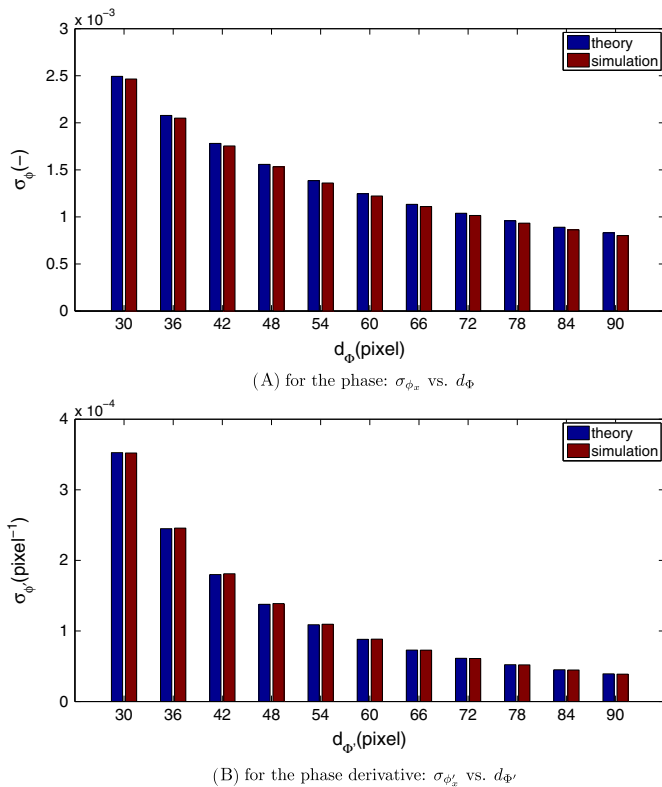 x 10⁻³
3
2.5
2
1.5
1
0.5
0
σ_ϕ(−)
theory
simulation
30 36 42 48 54 60 66 72 78 84 90
d_Φ(pixel)
(A) for the phase: σ_ϕₓ vs. d_Φ
x 10⁻⁴
4
3
2
1
0
σ_ϕ'(pixel⁻¹)
theory
simulation
30 36 42 48 54 60 66 72 78 84 90
d_Φ'(pixel)
(B) for the phase derivative: σ_ϕ'ₓ vs. d_Φ'